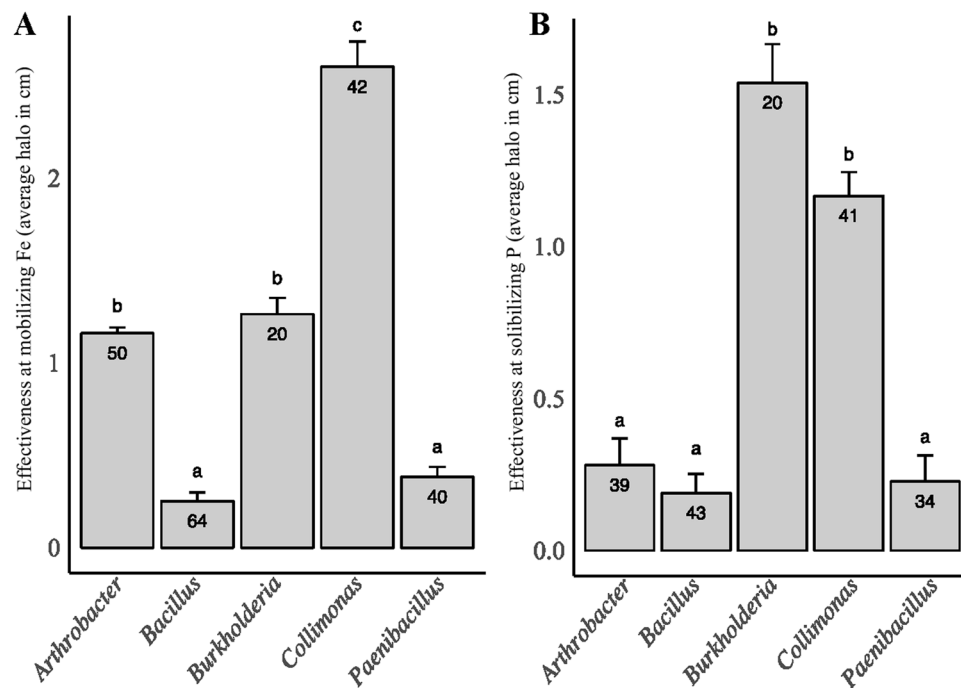 A
Effectiveness at mobilizing Fe (average halo in cm)
2
1
0
b
50
a
64
b
20
c
42
a
40
Arthrobacter
Bacillus
Burkholderia
Collimonas
Paenibacillus
B
Effectiveness at solibilizing P (average halo in cm)
1.5
1.0
0.5
0.0
a
39
a
43
b
20
b
41
a
34
Arthrobacter
Bacillus
Burkholderia
Collimonas
Paenibacillus